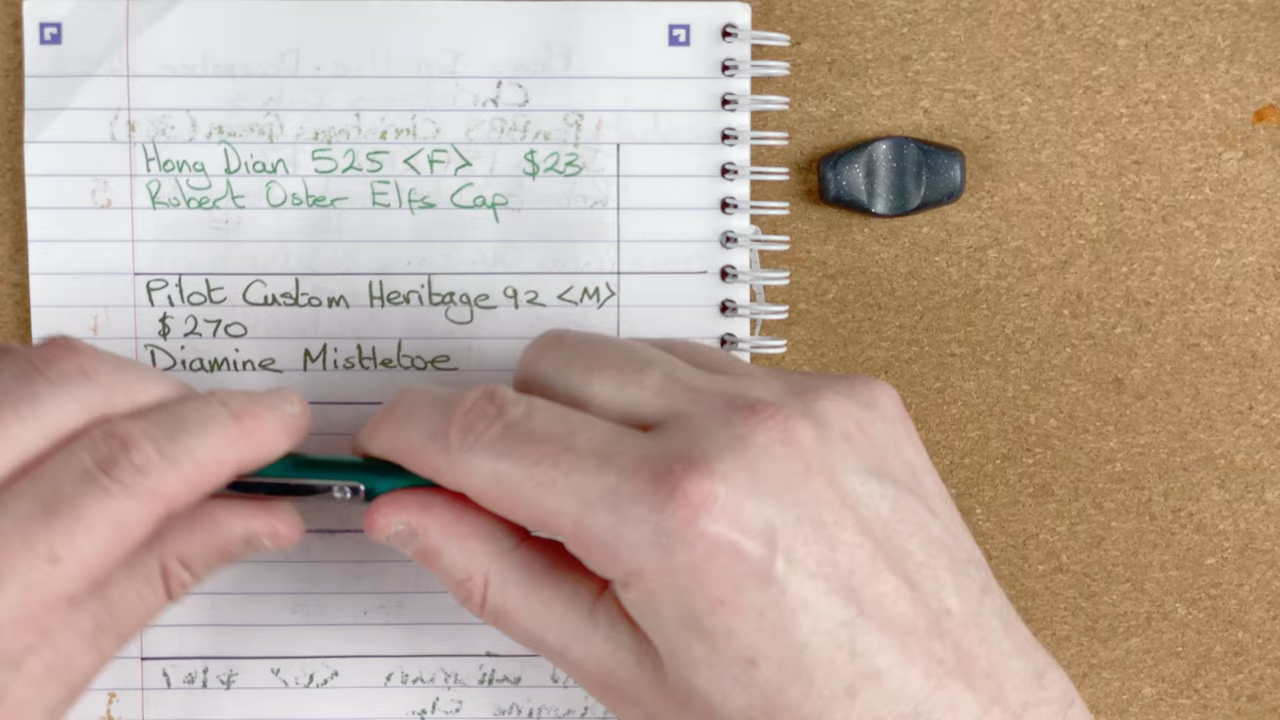 Hong Dian 525 <F> $23
Robert Oster Elfs Cap
Pilot Custom Heritage 92 <M>
$270
Diamine Mistletoe